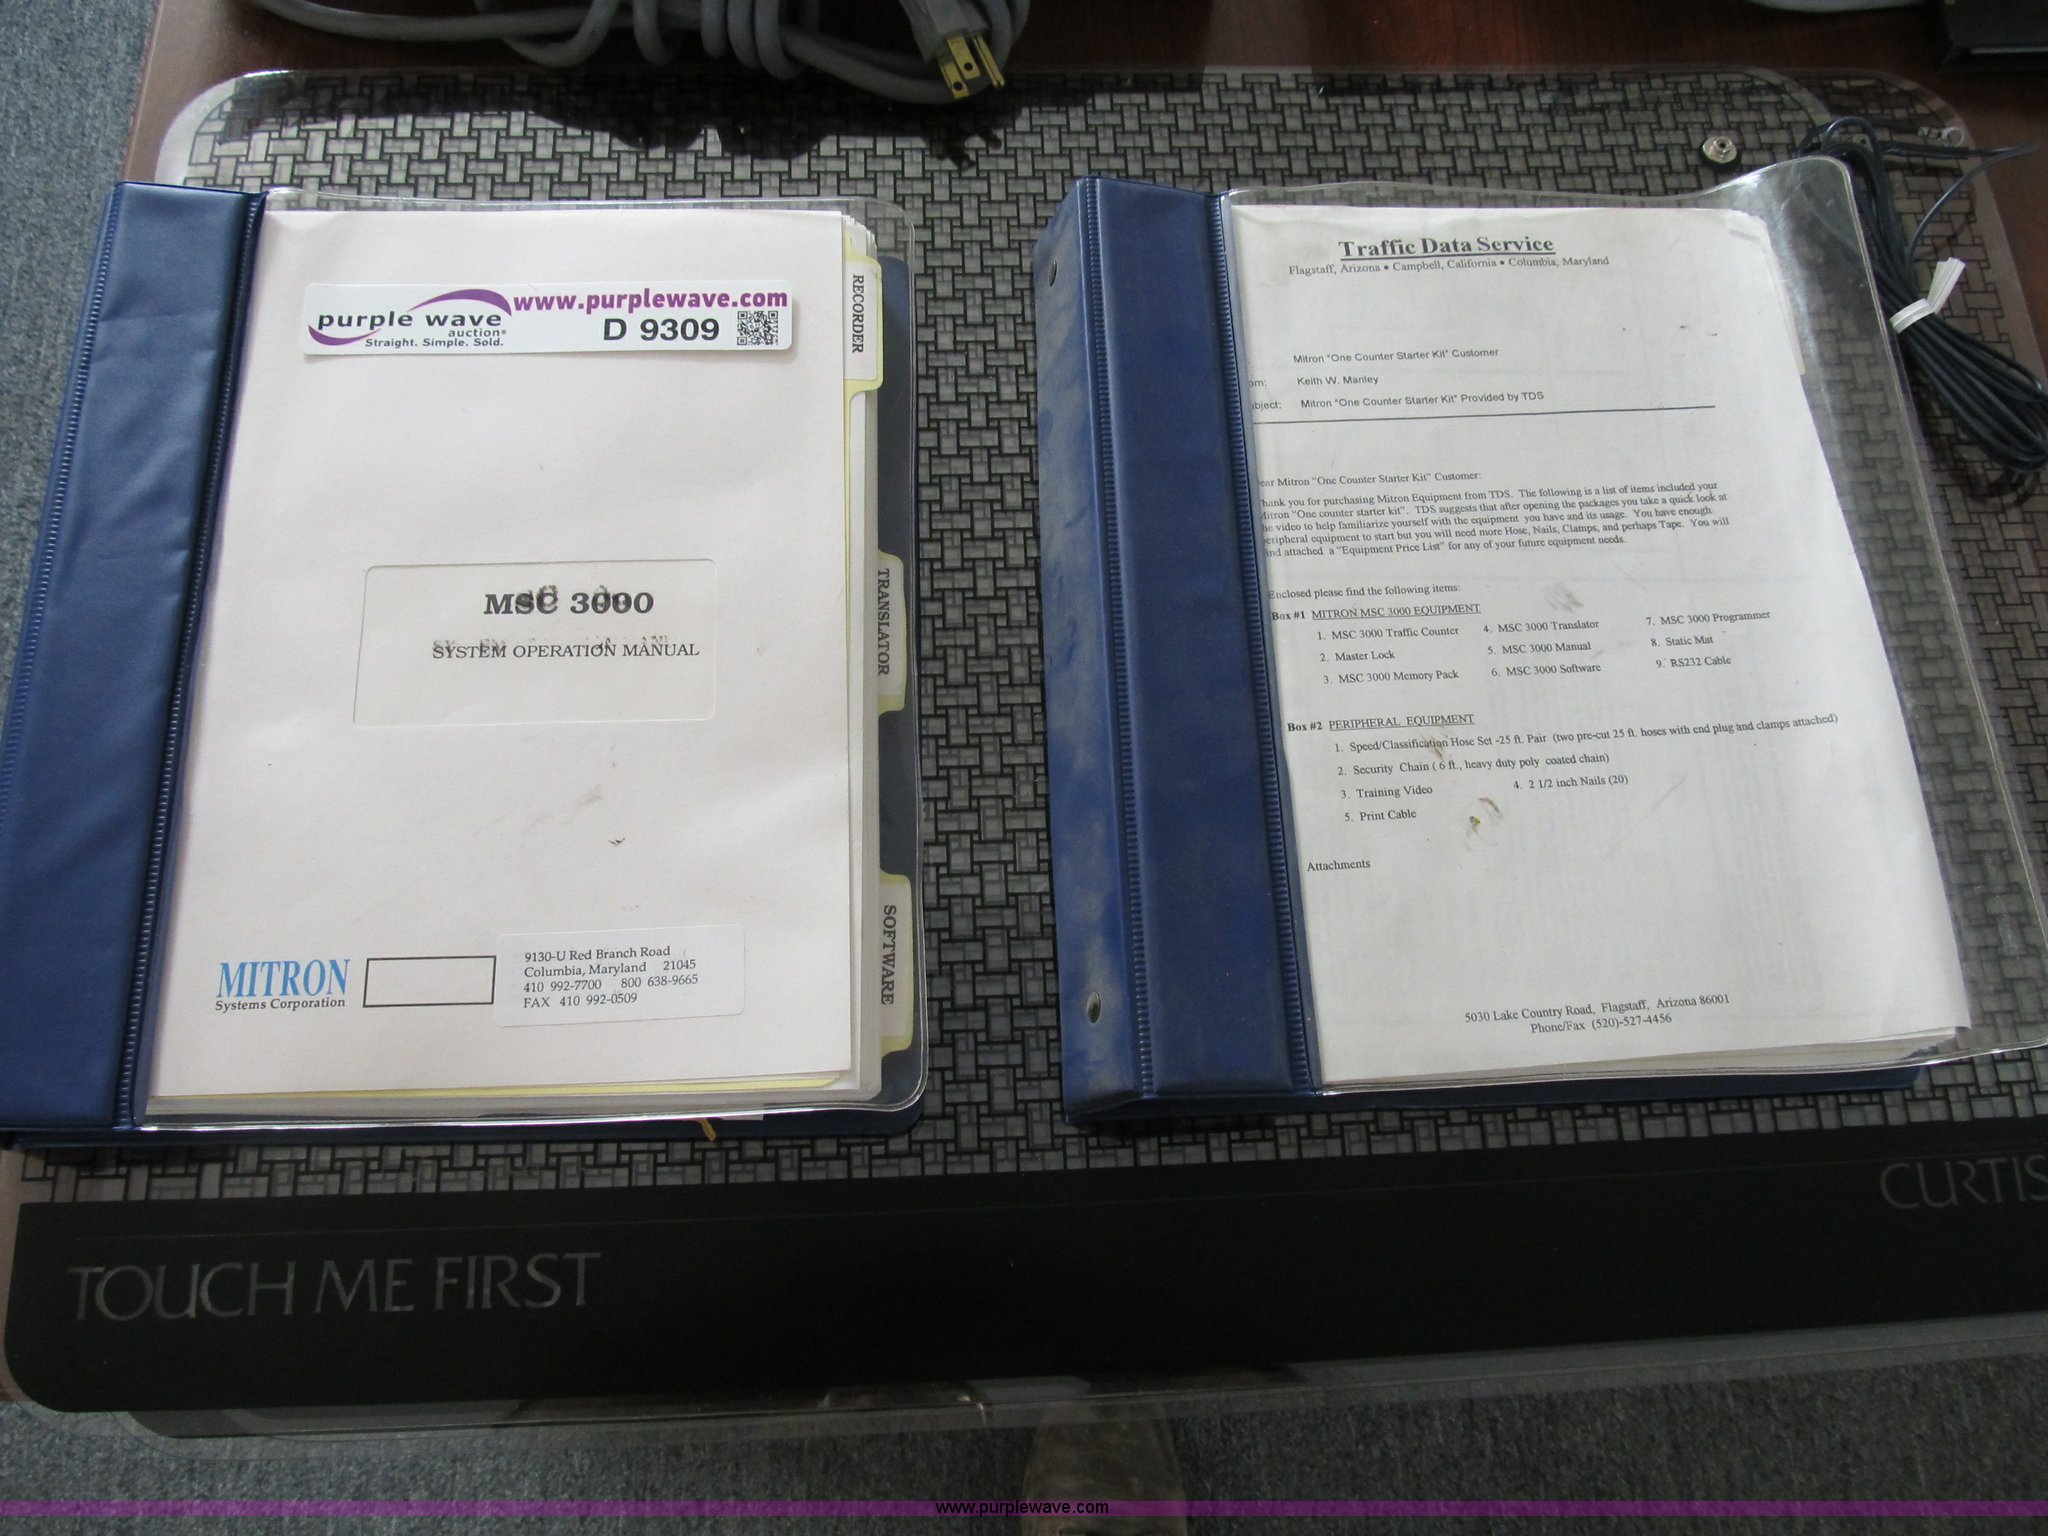 www.purplewave.com
purple wave
auction®
Straight. Simple. Sold.
D 9309
RECORDER
TRANSLATOR
SOFTWARE
MSC 3000
SYSTEM OPERATION MANUAL
MITRON
Systems Corporation
9130-U Red Branch Road
Columbia, Maryland 21045
410 992-7700 800 638-9665
FAX 410 992-0509
Traffic Data Service
Flagstaff, Arizona • Campbell, California • Columbia, Maryland
Mitron "One Counter Starter Kit" Customer
om: Keith W. Manley
bject: Mitron "One Counter Starter Kit" Provided by TDS
ear Mitron "One Counter Starter Kit" Customer:
hank you for purchasing Mitron Equipment from TDS. The following is a list of items included your
Mitron "One counter starter kit". TDS suggests that after opening the packages you take a quick look at
he video to help familiarize yourself with the equipment you have and its usage. You have enough
eripheral equipment to start but you will need more Hose, Nails, Clamps, and perhaps Tape. You will
ind attached a "Equipment Price List" for any of your future equipment needs.
Enclosed please find the following items:
Box #1 MITRON MSC 3000 EQUIPMENT
1. MSC 3000 Traffic Counter 4. MSC 3000 Translator 7. MSC 3000 Programmer
2. Master Lock 5. MSC 3000 Manual 8. Static Mat
3. MSC 3000 Memory Pack 6. MSC 3000 Software 9. RS232 Cable
Box #2 PERIPHERAL EQUIPMENT
1. Speed/Classification Hose Set -25 ft. Pair (two pre-cut 25 ft. hoses with end plug and clamps attached)
2. Security Chain ( 6 ft., heavy duty poly coated chain)
3. Training Video 4. 2 1/2 inch Nails (20)
5. Print Cable
Attachments
5030 Lake Country Road, Flagstaff, Arizona 86001
Phone/Fax (520)-527-4456
CURTIS
TOUCH ME FIRST
www.purplewave.com